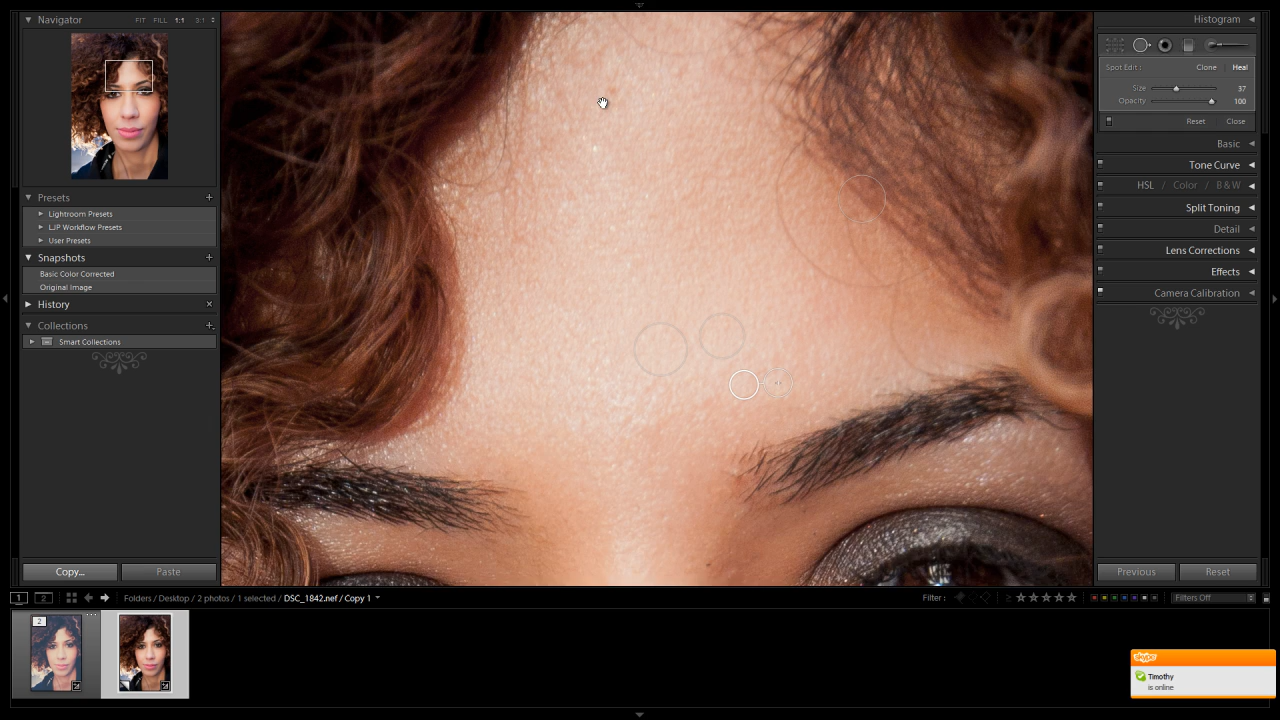 Navigator FIT FILL 1:1 3:1
Presets +
Lightroom Presets
LJP Workflow Presets
User Presets
Snapshots +
Basic Color Corrected
Original Image
History ×
Collections +
Smart Collections
Copy... Paste
Histogram
Spot Edit : Clone Heal
Size 37
Opacity 100
Reset Close
Basic
Tone Curve
HSL / Color / B & W
Split Toning
Detail
Lens Corrections
Effects
Camera Calibration
Previous Reset
1 2 Folders / Desktop / 2 photos / 1 selected / DSC_1842.nef / Copy 1 Filter : Filters Off
2
skype
Timothy
is online